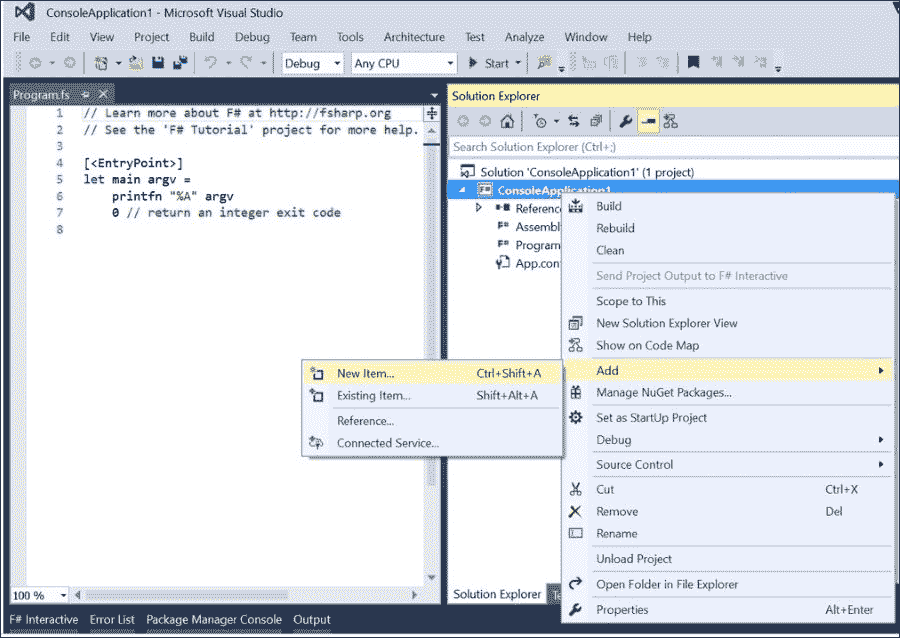 ConsoleApplication1 - Microsoft Visual Studio
File Edit View Project Build Debug Team Tools Architecture Test Analyze Window Help
Debug Any CPU Start
Program.fs
1 // Learn more about F# at http://fsharp.org
2 // See the 'F# Tutorial' project for more help.
3
4 [<EntryPoint>]
5 let main argv =
6 printfn "%A" argv
7 0 // return an integer exit code
8
100 %
Solution Explorer
Search Solution Explorer (Ctrl+;)
Solution 'ConsoleApplication1' (1 project)
ConsoleApplication1
Referenc
F# Assembl
F# Program
App.con
Build
Rebuild
Clean
Send Project Output to F# Interactive
Scope to This
New Solution Explorer View
Show on Code Map
Add
Manage NuGet Packages...
Set as StartUp Project
Debug
Source Control
Cut Ctrl+X
Remove Del
Rename
Unload Project
Open Folder in File Explorer
Properties Alt+Enter
New Item... Ctrl+Shift+A
Existing Item... Shift+Alt+A
Reference...
Connected Service...
Solution Explorer
F# Interactive Error List Package Manager Console Output